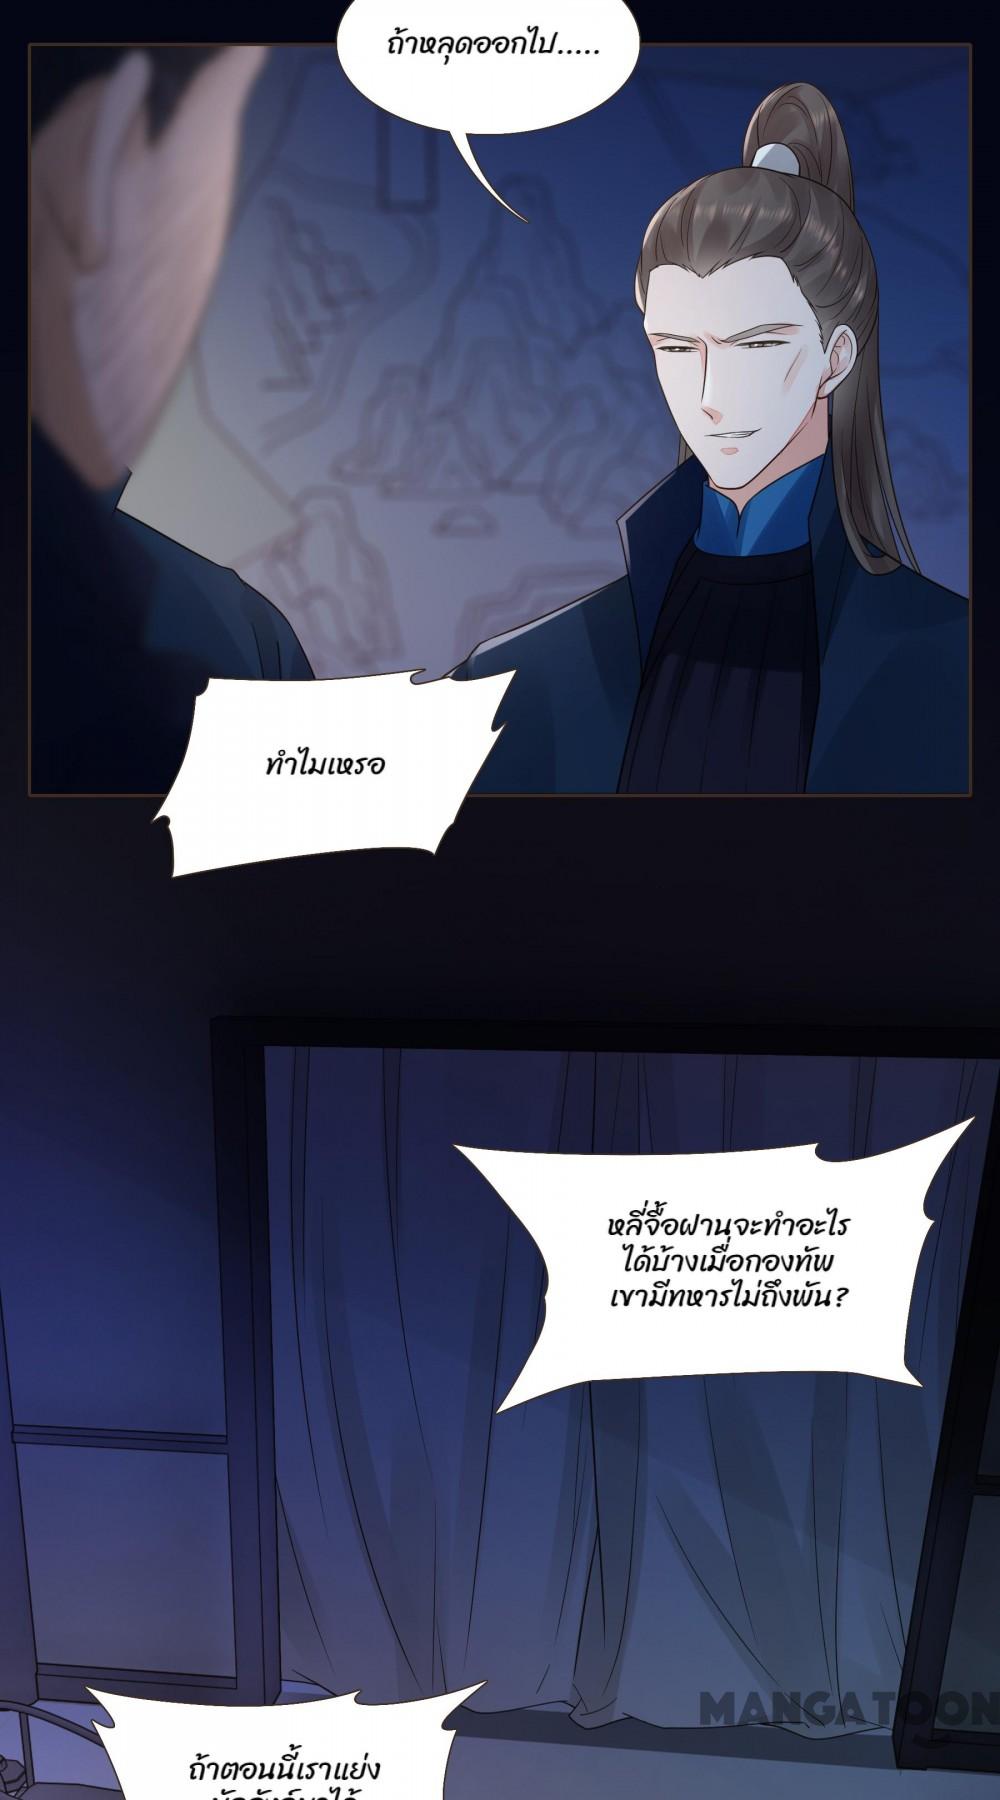 ถ้าหลุดออกไป.....
ทำไมเหรอ
หลี่จื้อฝานจะทำอะไร
ได้บ้างเมื่อกองทัพ
เขามีทหารไม่ถึงพัน?
MANGATOON
ถ้าตอนนี้เราแย่ง